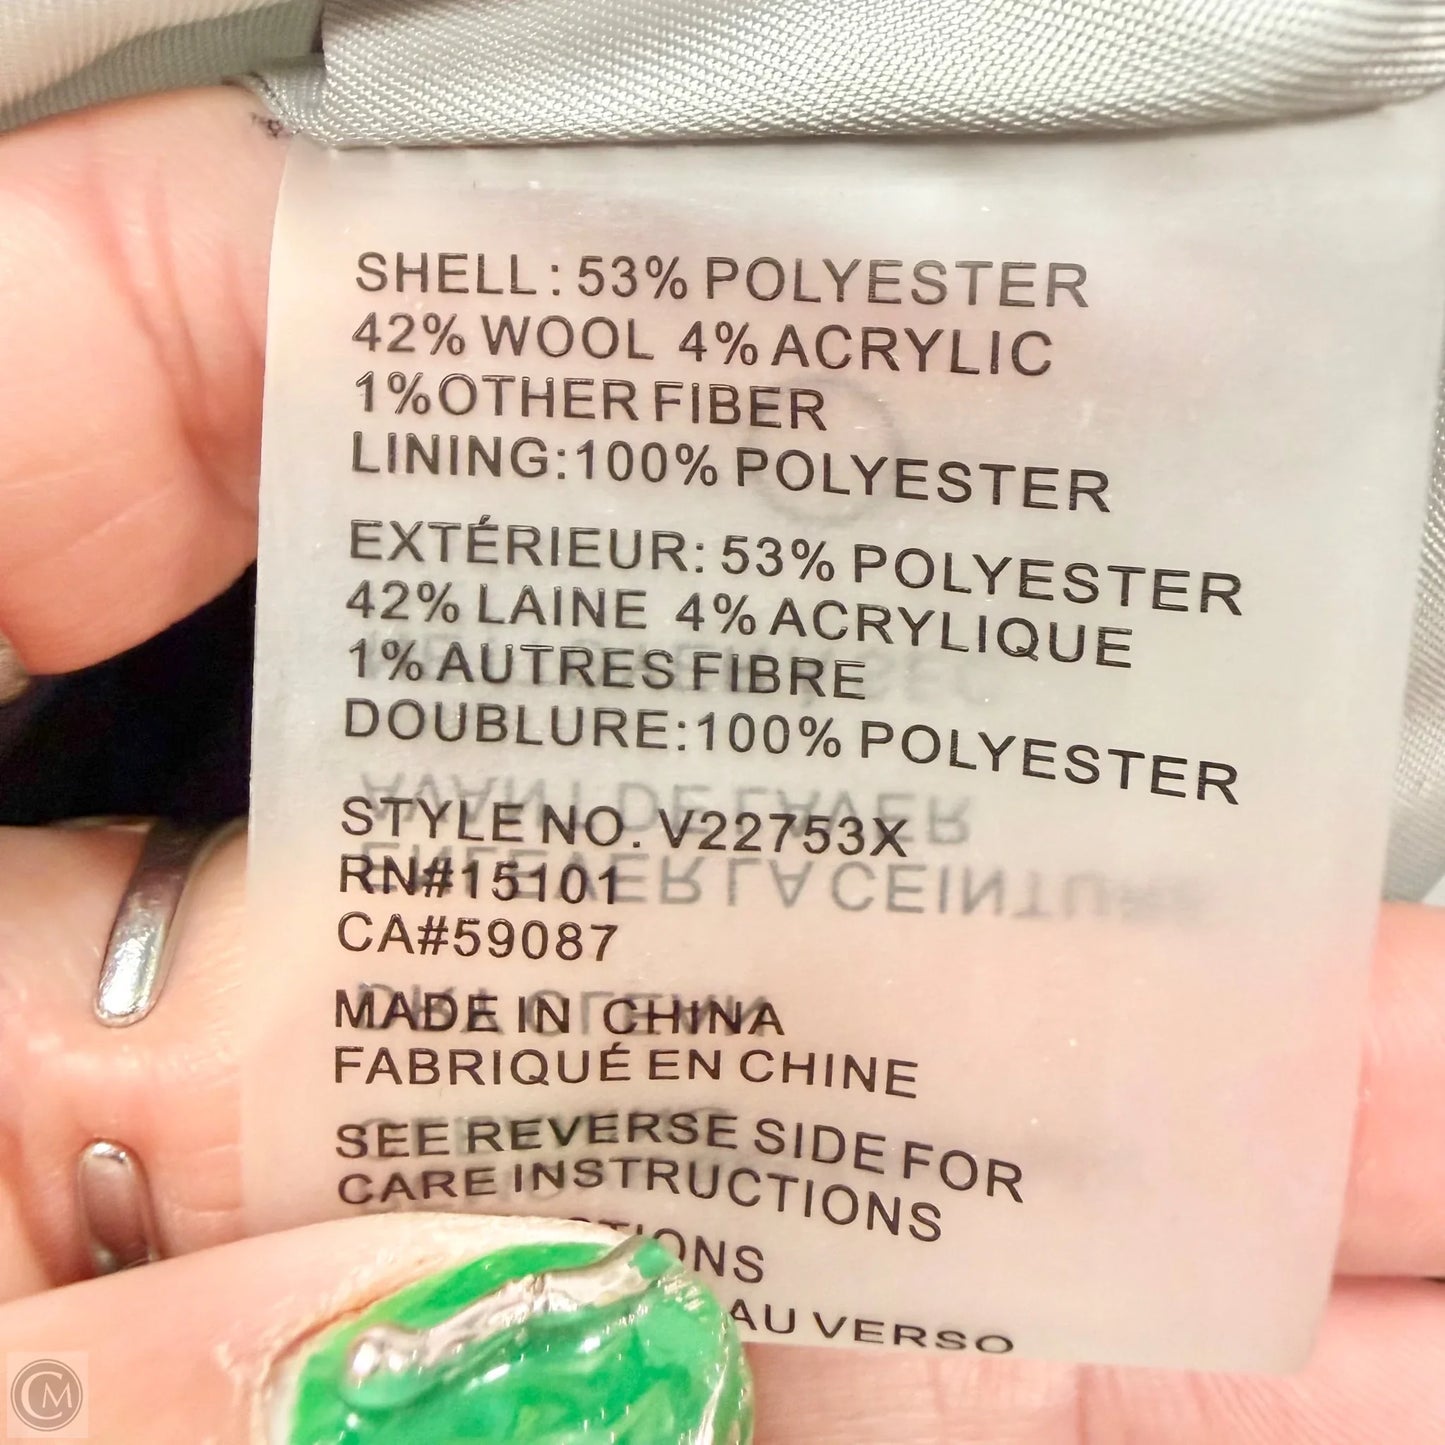 SHELL: 53% POLYESTER
42% WOOL 4% ACRYLIC
1% OTHER FIBER
LINING:100% POLYESTER
EXTÉRIEUR: 53% POLYESTER
42% LAINE 4% ACRYLIQUE
1% AUTRES FIBRE
DOUBLURE:100% POLYESTER
STYLE NO. V22753X
RN#15101
CA#59087
MADE IN CHINA
FABRIQUÉ EN CHINE
SEE REVERSE SIDE FOR
CARE INSTRUCTIONS
AU VERSO
CM